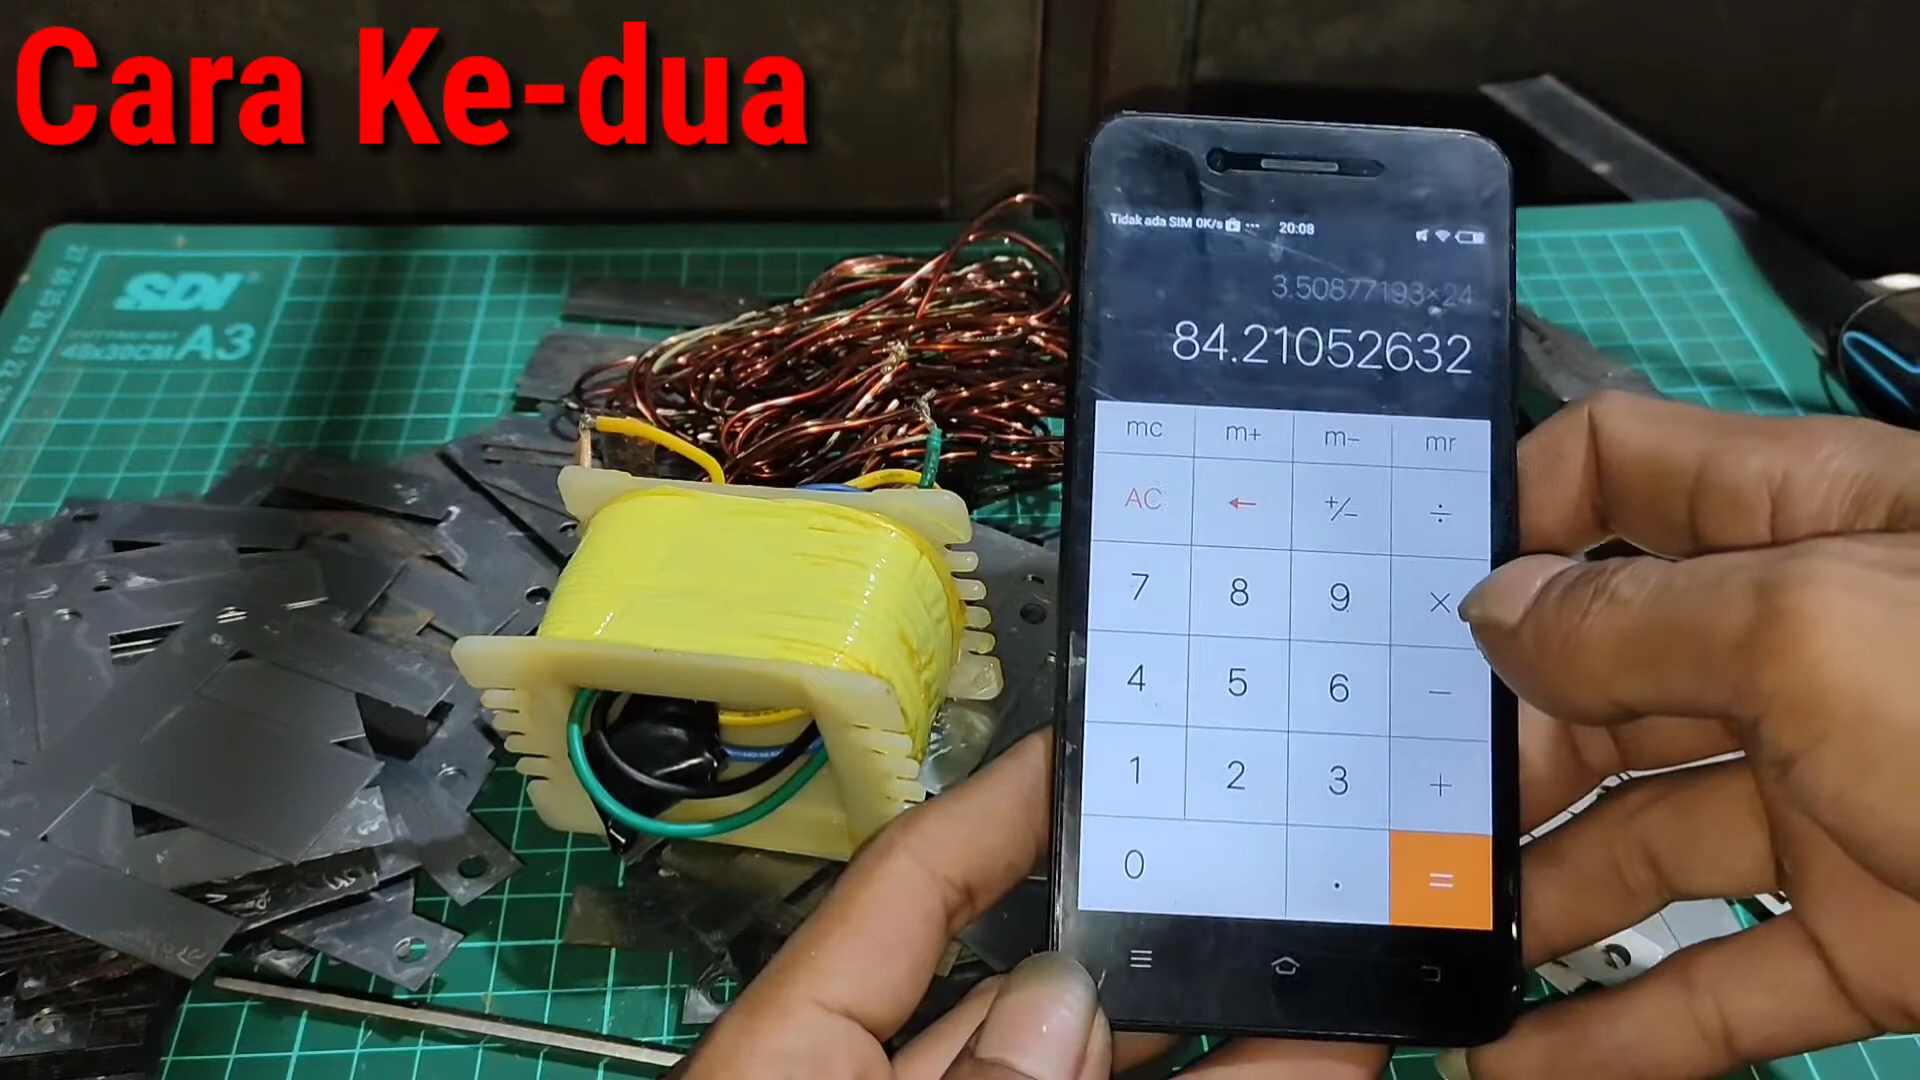 Cara Ke-dua
SDI
A3
45x30CM
Tidak ada SIM 0K/s ... 20:08
3.50877193×24
84.21052632
mc m+ m− mr
AC ← +/− ÷
7 8 9 ×
4 5 6 −
1 2 3 +
0 . =